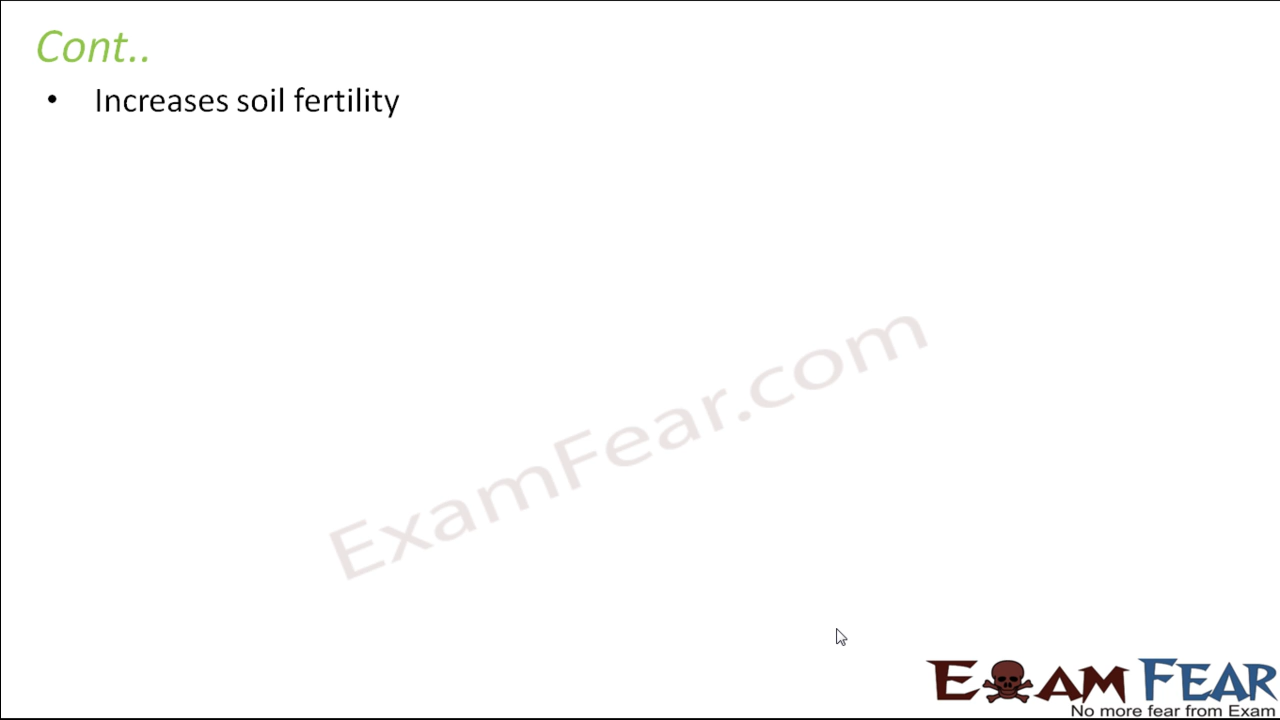 Cont..
• Increases soil fertility
ExamFear.com
EXAM FEAR
No more fear from Exam